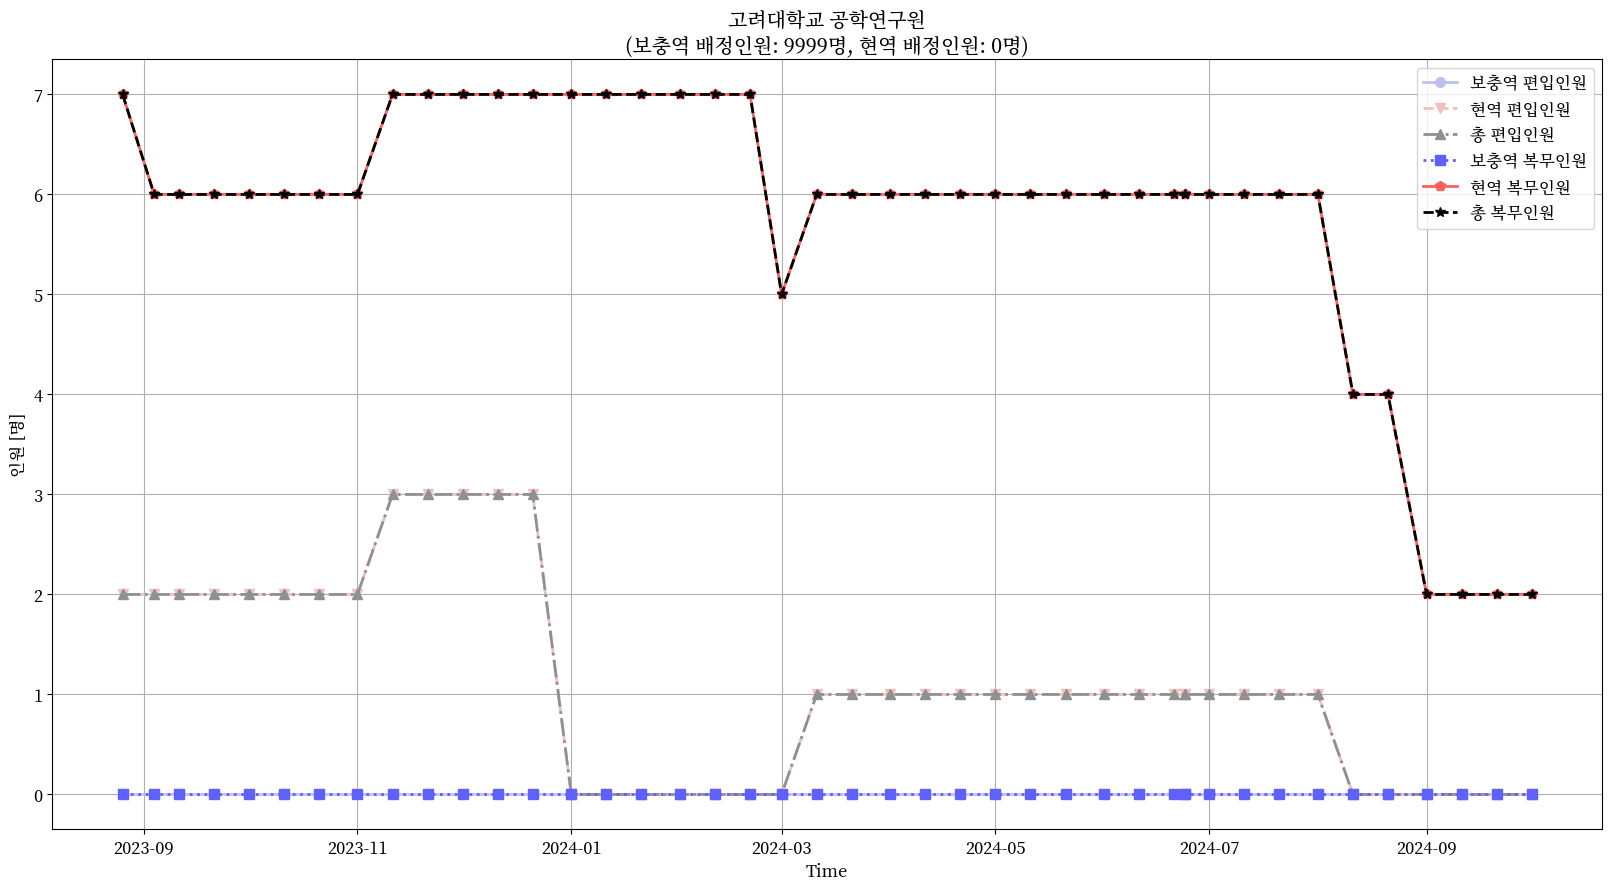 고려대학교 공학연구원
(보충역 배정인원: 9999명, 현역 배정인원: 0명)
보충역 편입인원
현역 편입인원
총 편입인원
보충역 복무인원
현역 복무인원
총 복무인원
인원 [명]
7
6
5
4
3
2
1
0
2023-09
2023-11
2024-01
2024-03
2024-05
2024-07
2024-09
Time